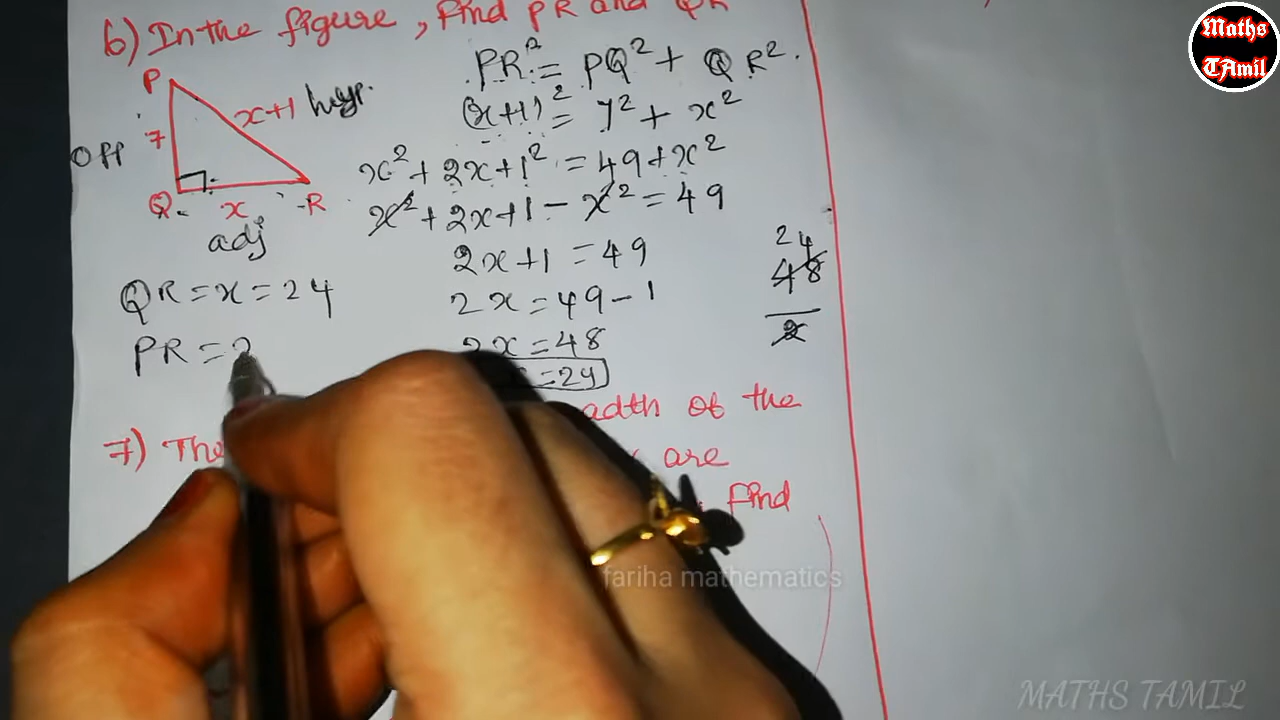 6) In the figure, Find PR and QR
P
7
x+1 hyp.
opp
Q
x
R
adj
PR² = PQ² + QR².
(x+1)² = 7² + x²
x² + 2x + 1² = 49 + x²
x² + 2x + 1 - x² = 49
2x + 1 = 49
2x = 49 - 1
2x = 48
= 24
24
48
2
QR = x = 24
PR = 2
7) The adth of the
are
Find
Maths
TAmil
fariha mathematics
MATHS TAMIL